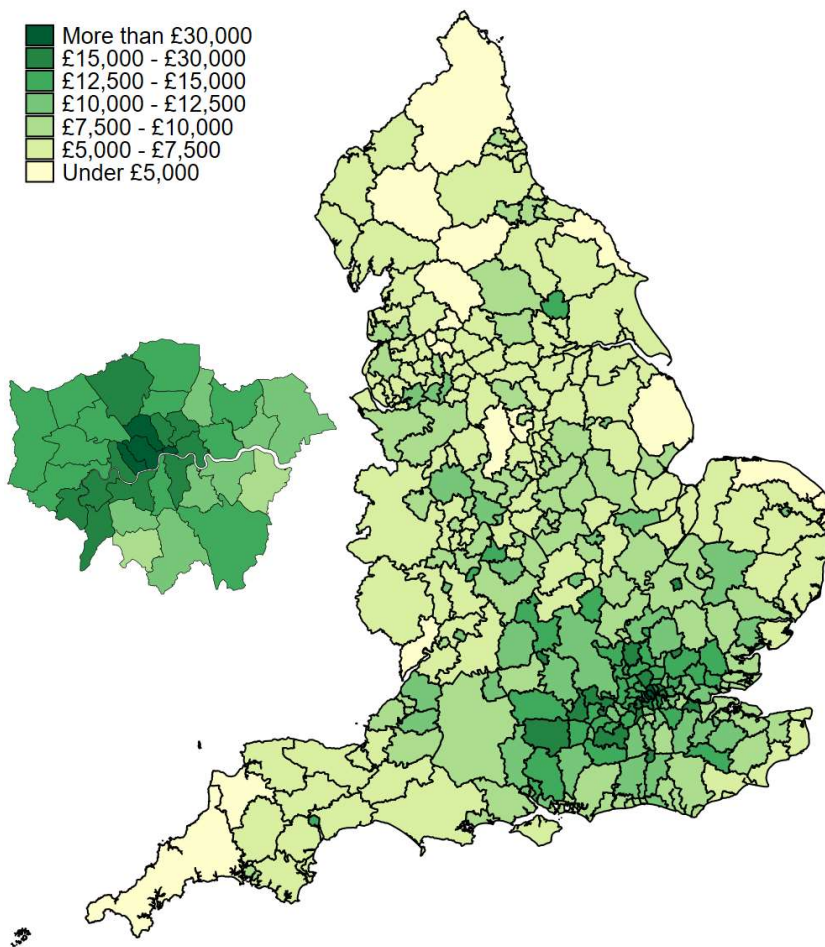 More than £30,000
£15,000 - £30,000
£12,500 - £15,000
£10,000 - £12,500
£7,500 - £10,000
£5,000 - £7,500
Under £5,000